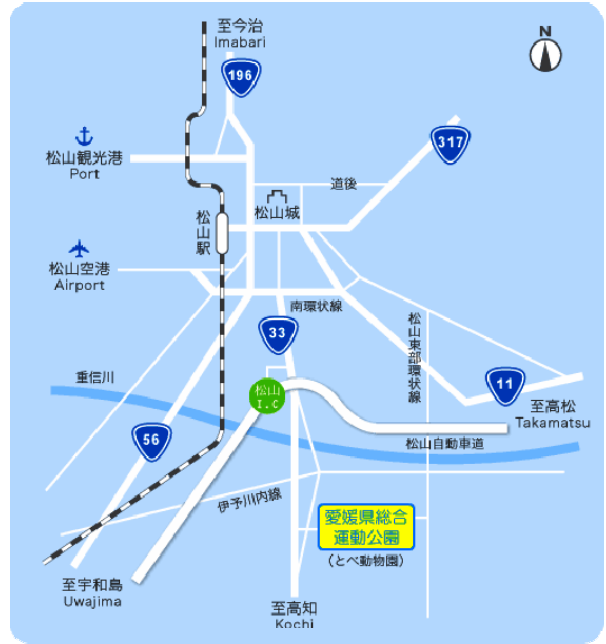 至今治
Imabari
N
196
317
松山観光港
Port
道後
松山城
松山駅
松山空港
Airport
南環状線
33
松山東部環状線
重信川
松山
I.C
11
至高松
Takamatsu
56
松山自動車道
伊予川内線
愛媛県総合
運動公園
(とべ動物園)
至宇和島
Uwajima
至高知
Kochi